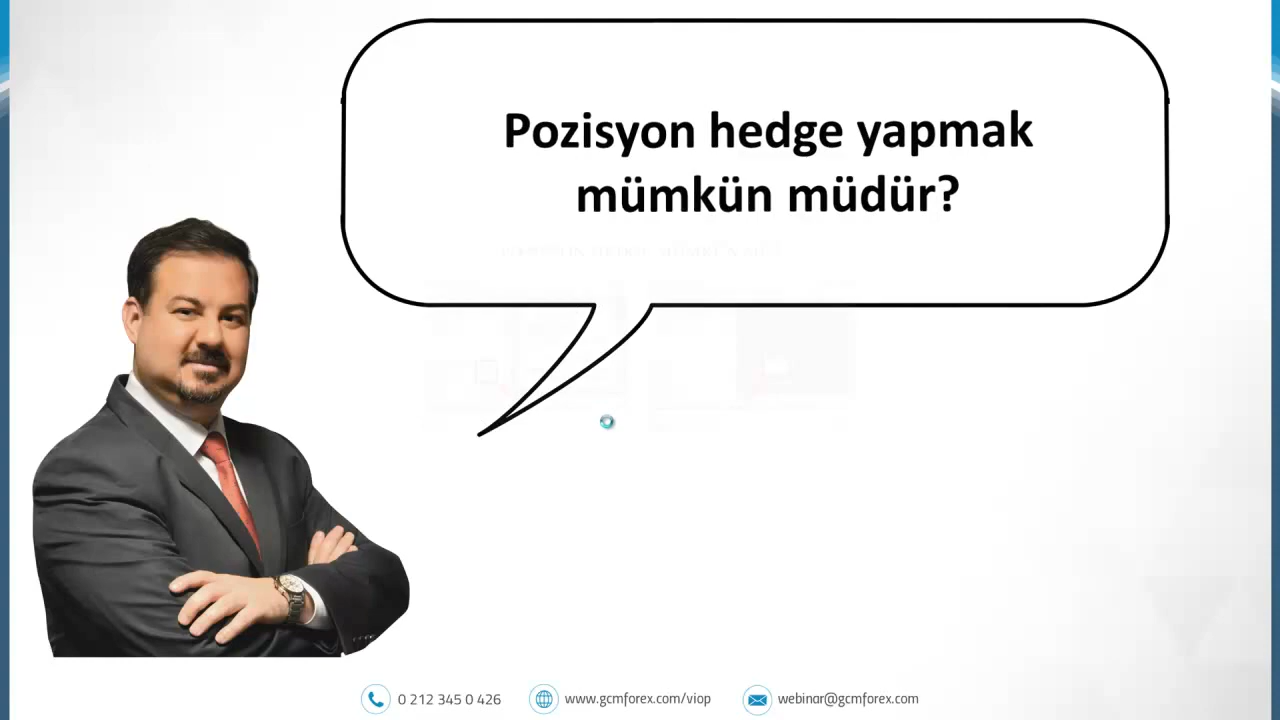 Pozisyon hedge yapmak
mümkün müdür?
0 212 345 0 426
www.gcmforex.com/viop
webinar@gcmforex.com